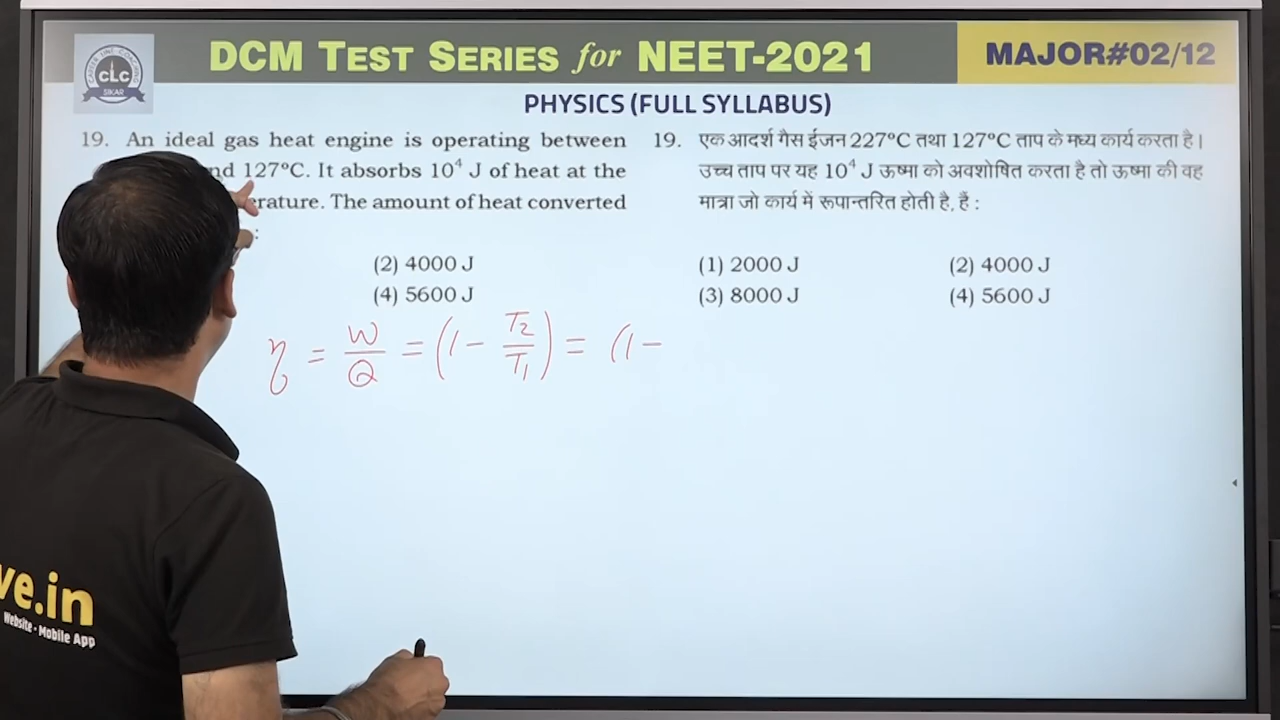 DCM TEST SERIES for NEET-2021
MAJOR#02/12
CAREER LINE COACHING
CLC
SIKAR
PHYSICS (FULL SYLLABUS)
19. An ideal gas heat engine is operating between
nd 127°C. It absorbs 10⁴ J of heat at the
erature. The amount of heat converted
:
(2) 4000 J
(4) 5600 J
19. एक आदर्श गैस ईजन 227°C तथा 127°C ताप के मध्य कार्य करता है।
उच्च ताप पर यह 10⁴ J ऊष्मा को अवशोषित करता है तो ऊष्मा की वह
मात्रा जो कार्य में रूपान्तरित होती है, हैं :
(1) 2000 J (2) 4000 J
(3) 8000 J (4) 5600 J
η = W/Q = (1 - T₂/T₁) = (1 -
ve.in
Website • Mobile App